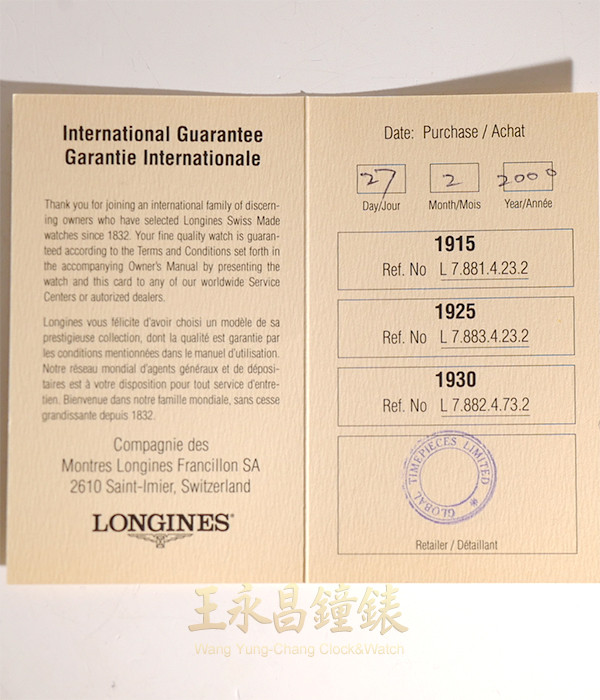 International Guarantee
Garantie Internationale
Thank you for joining an international family of discern-
ing owners who have selected Longines Swiss Made
watches since 1832. Your fine quality watch is guaran-
teed according to the Terms and Conditions set forth in
the accompanying Owner's Manual by presenting the
watch and this card to any of our worldwide Service
Centers or autorized dealers.
Longines vous félicite d'avoir choisi un modèle de sa
prestigieuse collection, dont la qualité est garantie par
les conditions mentionnées dans le manuel d'utilisation.
Notre réseau mondial d'agents généraux et de déposi-
taires est à votre disposition pour tout service d'entre-
tien. Bienvenue dans notre famille mondiale, sans cesse
grandissante depuis 1832.
Compagnie des
Montres Longines Francillon SA
2610 Saint-Imier, Switzerland
LONGINES®
Date: Purchase / Achat
27 2 2000
Day/Jour Month/Mois Year/Année
1915
Ref. No L 7.881.4.23.2
1925
Ref. No L 7.883.4.23.2
1930
Ref. No L 7.882.4.73.2
GLOBAL TIMEPIECES LIMITED
Retailer / Détaillant
王永昌鐘錶
Wang Yung-Chang Clock&Watch